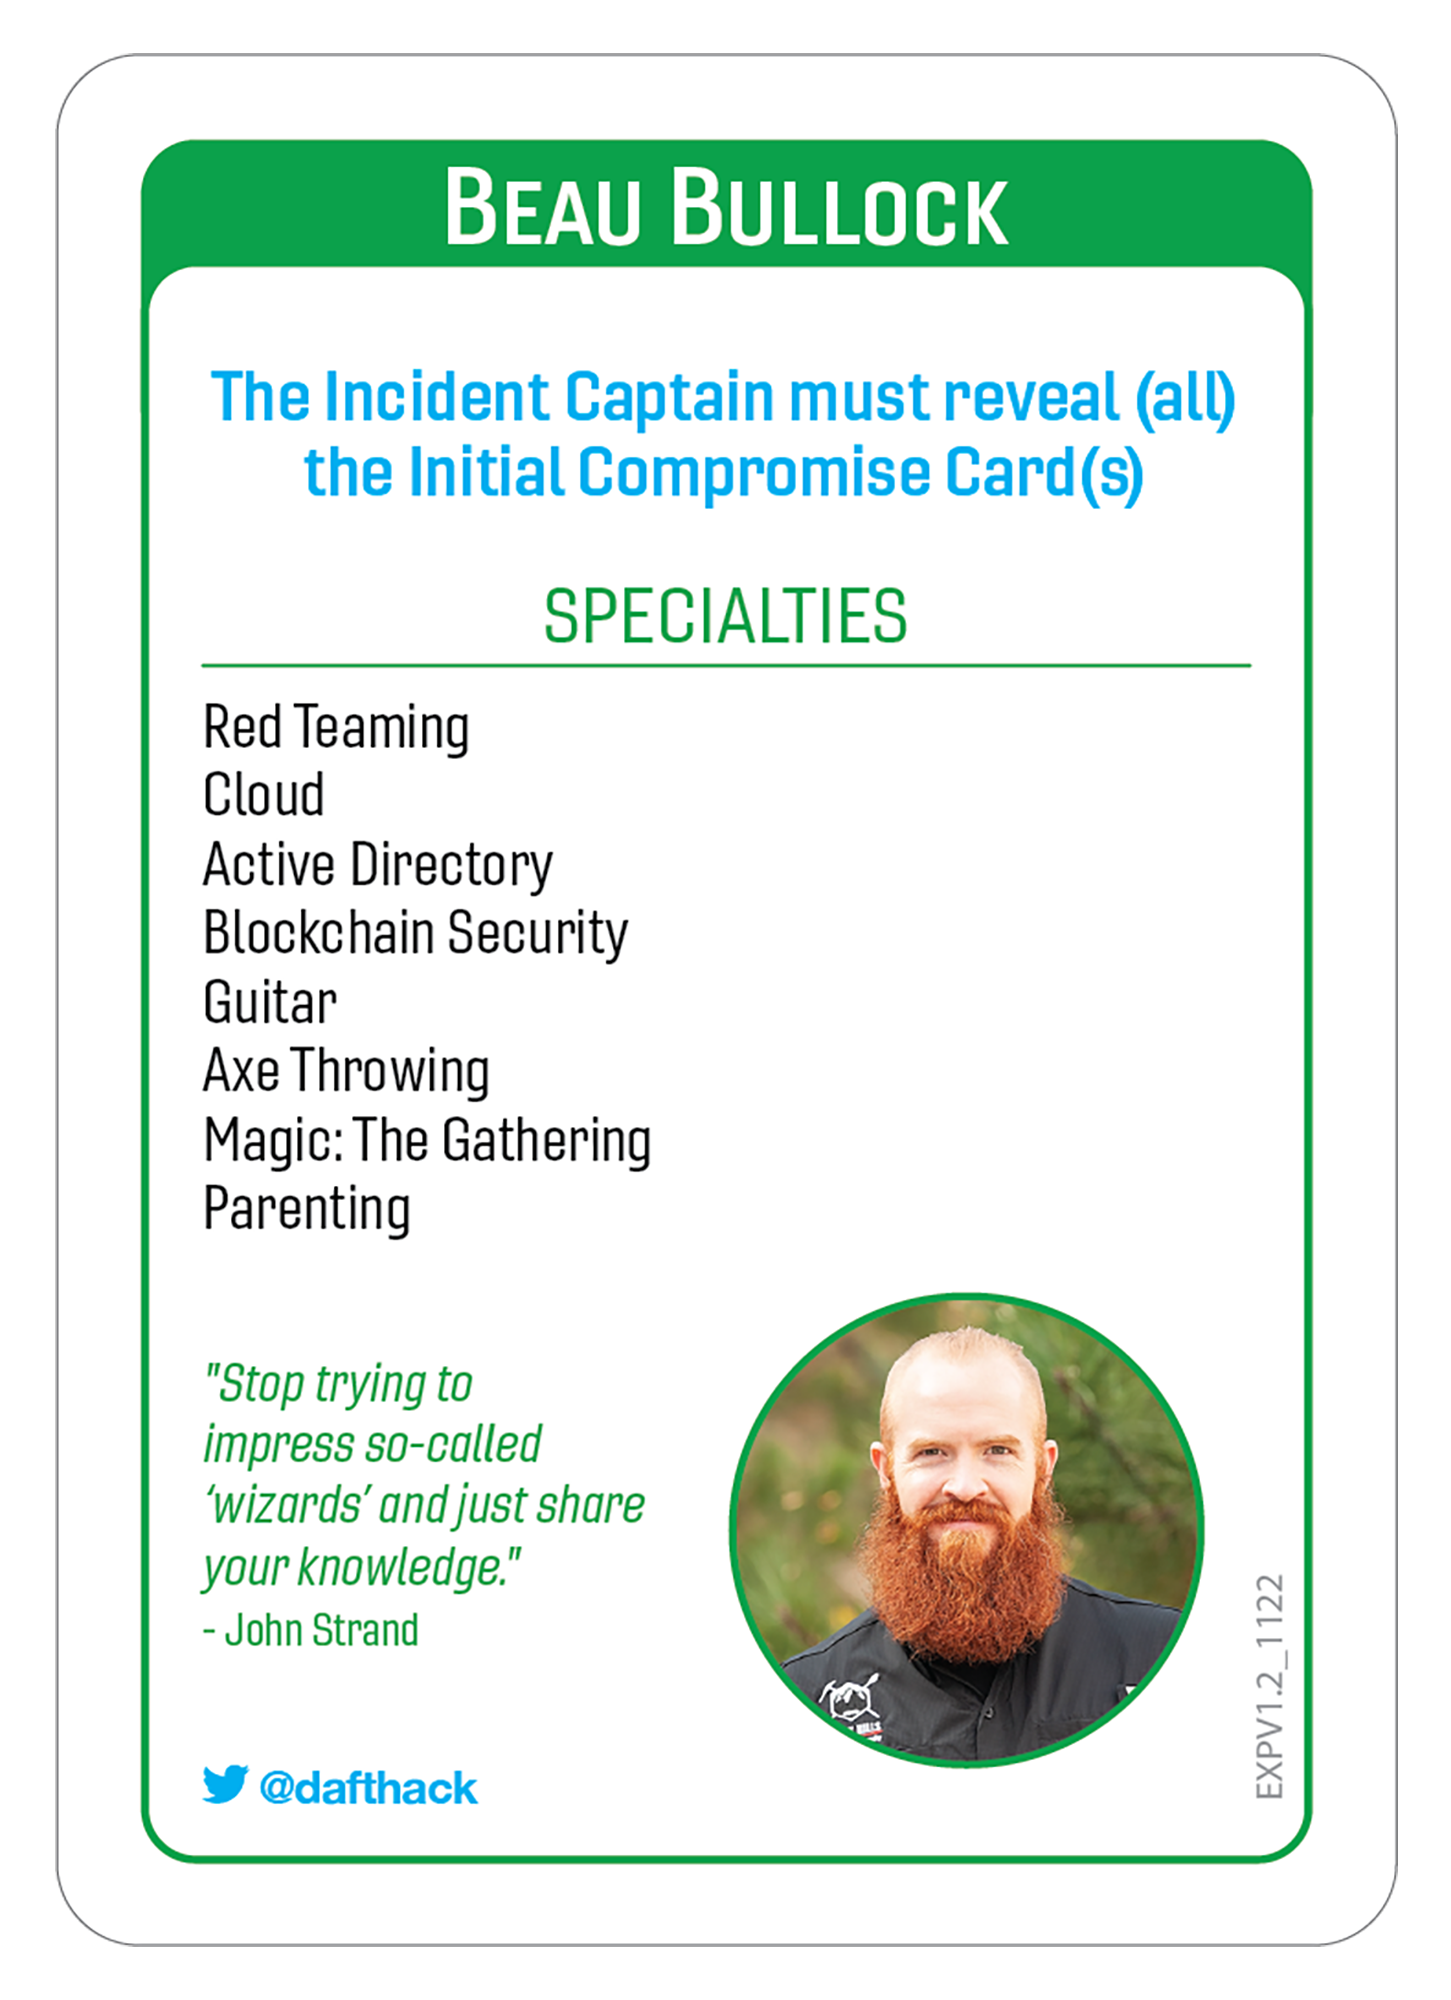 BEAU BULLOCK
The Incident Captain must reveal (all)
the Initial Compromise Card(s)
SPECIALTIES
Red Teaming
Cloud
Active Directory
Blockchain Security
Guitar
Axe Throwing
Magic: The Gathering
Parenting
"Stop trying to
impress so-called
‘wizards’ and just share
your knowledge."
- John Strand
@dafthack
HILLS
EXPV1.2_1122